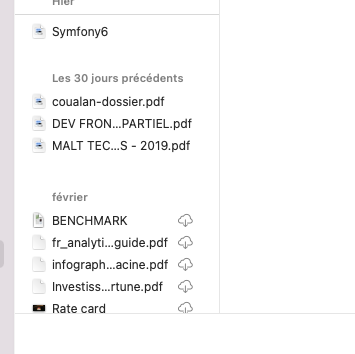 Hier
Symfony6
Les 30 jours précédents
coualan-dossier.pdf
DEV FRON...PARTIEL.pdf
MALT TEC...S - 2019.pdf
février
BENCHMARK
fr_analyti...guide.pdf
infograph...acine.pdf
Investiss...rtune.pdf
Rate card